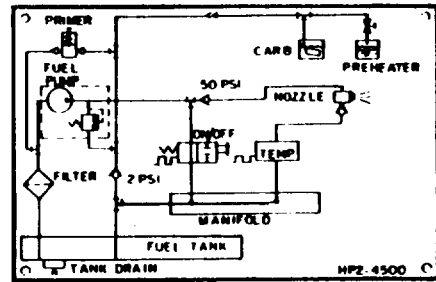 PRIMER
FUEL
PUMP
CARB
PREHEATER
50 PSI
NOZZLE
ON/OFF
TEMP
FILTER
2 PSI
MANIFOLD
FUEL TANK
TANK DRAIN
HP2-4500